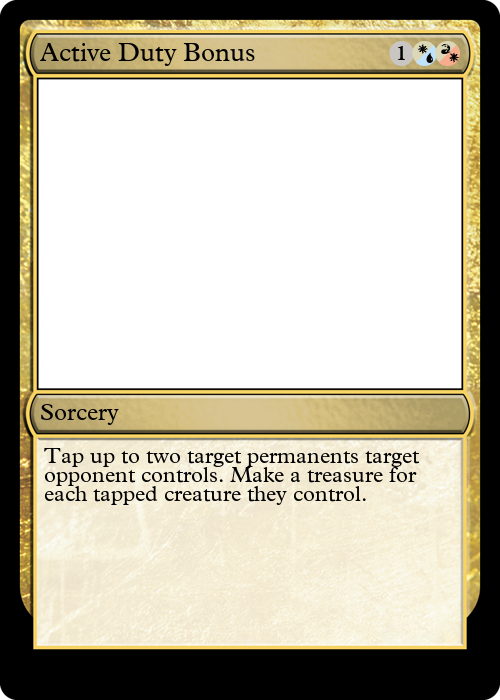 Active Duty Bonus 1
Sorcery
Tap up to two target permanents target
opponent controls. Make a treasure for
each tapped creature they control.